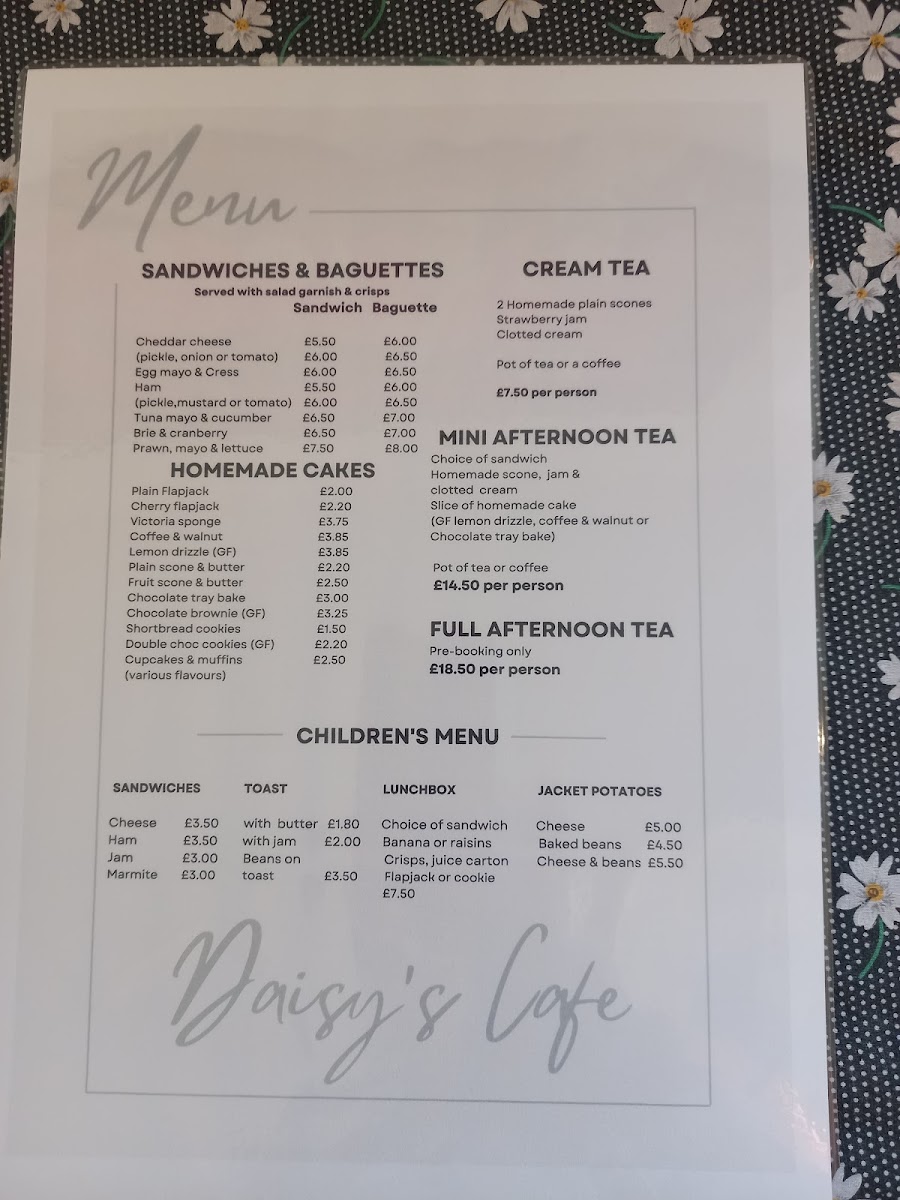 Menu
SANDWICHES & BAGUETTES
Served with salad garnish & crisps
Sandwich Baguette
Cheddar cheese £5.50 £6.00
(pickle, onion or tomato) £6.00 £6.50
Egg mayo & Cress £6.00 £6.50
Ham £5.50 £6.00
(pickle,mustard or tomato) £6.00 £6.50
Tuna mayo & cucumber £6.50 £7.00
Brie & cranberry £6.50 £7.00
Prawn, mayo & lettuce £7.50 £8.00
HOMEMADE CAKES
Plain Flapjack £2.00
Cherry flapjack £2.20
Victoria sponge £3.75
Coffee & walnut £3.85
Lemon drizzle (GF) £3.85
Plain scone & butter £2.20
Fruit scone & butter £2.50
Chocolate tray bake £3.00
Chocolate brownie (GF) £3.25
Shortbread cookies £1.50
Double choc cookies (GF) £2.20
Cupcakes & muffins £2.50
(various flavours)
CREAM TEA
2 Homemade plain scones
Strawberry jam
Clotted cream
Pot of tea or a coffee
£7.50 per person
MINI AFTERNOON TEA
Choice of sandwich
Homemade scone, jam &
clotted cream
Slice of homemade cake
(GF lemon drizzle, coffee & walnut or
Chocolate tray bake)
Pot of tea or coffee
£14.50 per person
FULL AFTERNOON TEA
Pre-booking only
£18.50 per person
CHILDREN'S MENU
SANDWICHES
Cheese £3.50
Ham £3.50
Jam £3.00
Marmite £3.00
TOAST
with butter £1.80
with jam £2.00
Beans on
toast £3.50
LUNCHBOX
Choice of sandwich
Banana or raisins
Crisps, juice carton
Flapjack or cookie
£7.50
JACKET POTATOES
Cheese £5.00
Baked beans £4.50
Cheese & beans £5.50
Daisy's Cafe